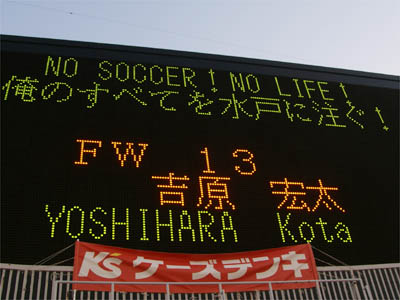 NO SOCCER! NO LIFE!
俺のすべてを水戸に注ぐ!
FW 13
吉原 宏太
YOSHIHARA Kota
K's ケーズデンキ